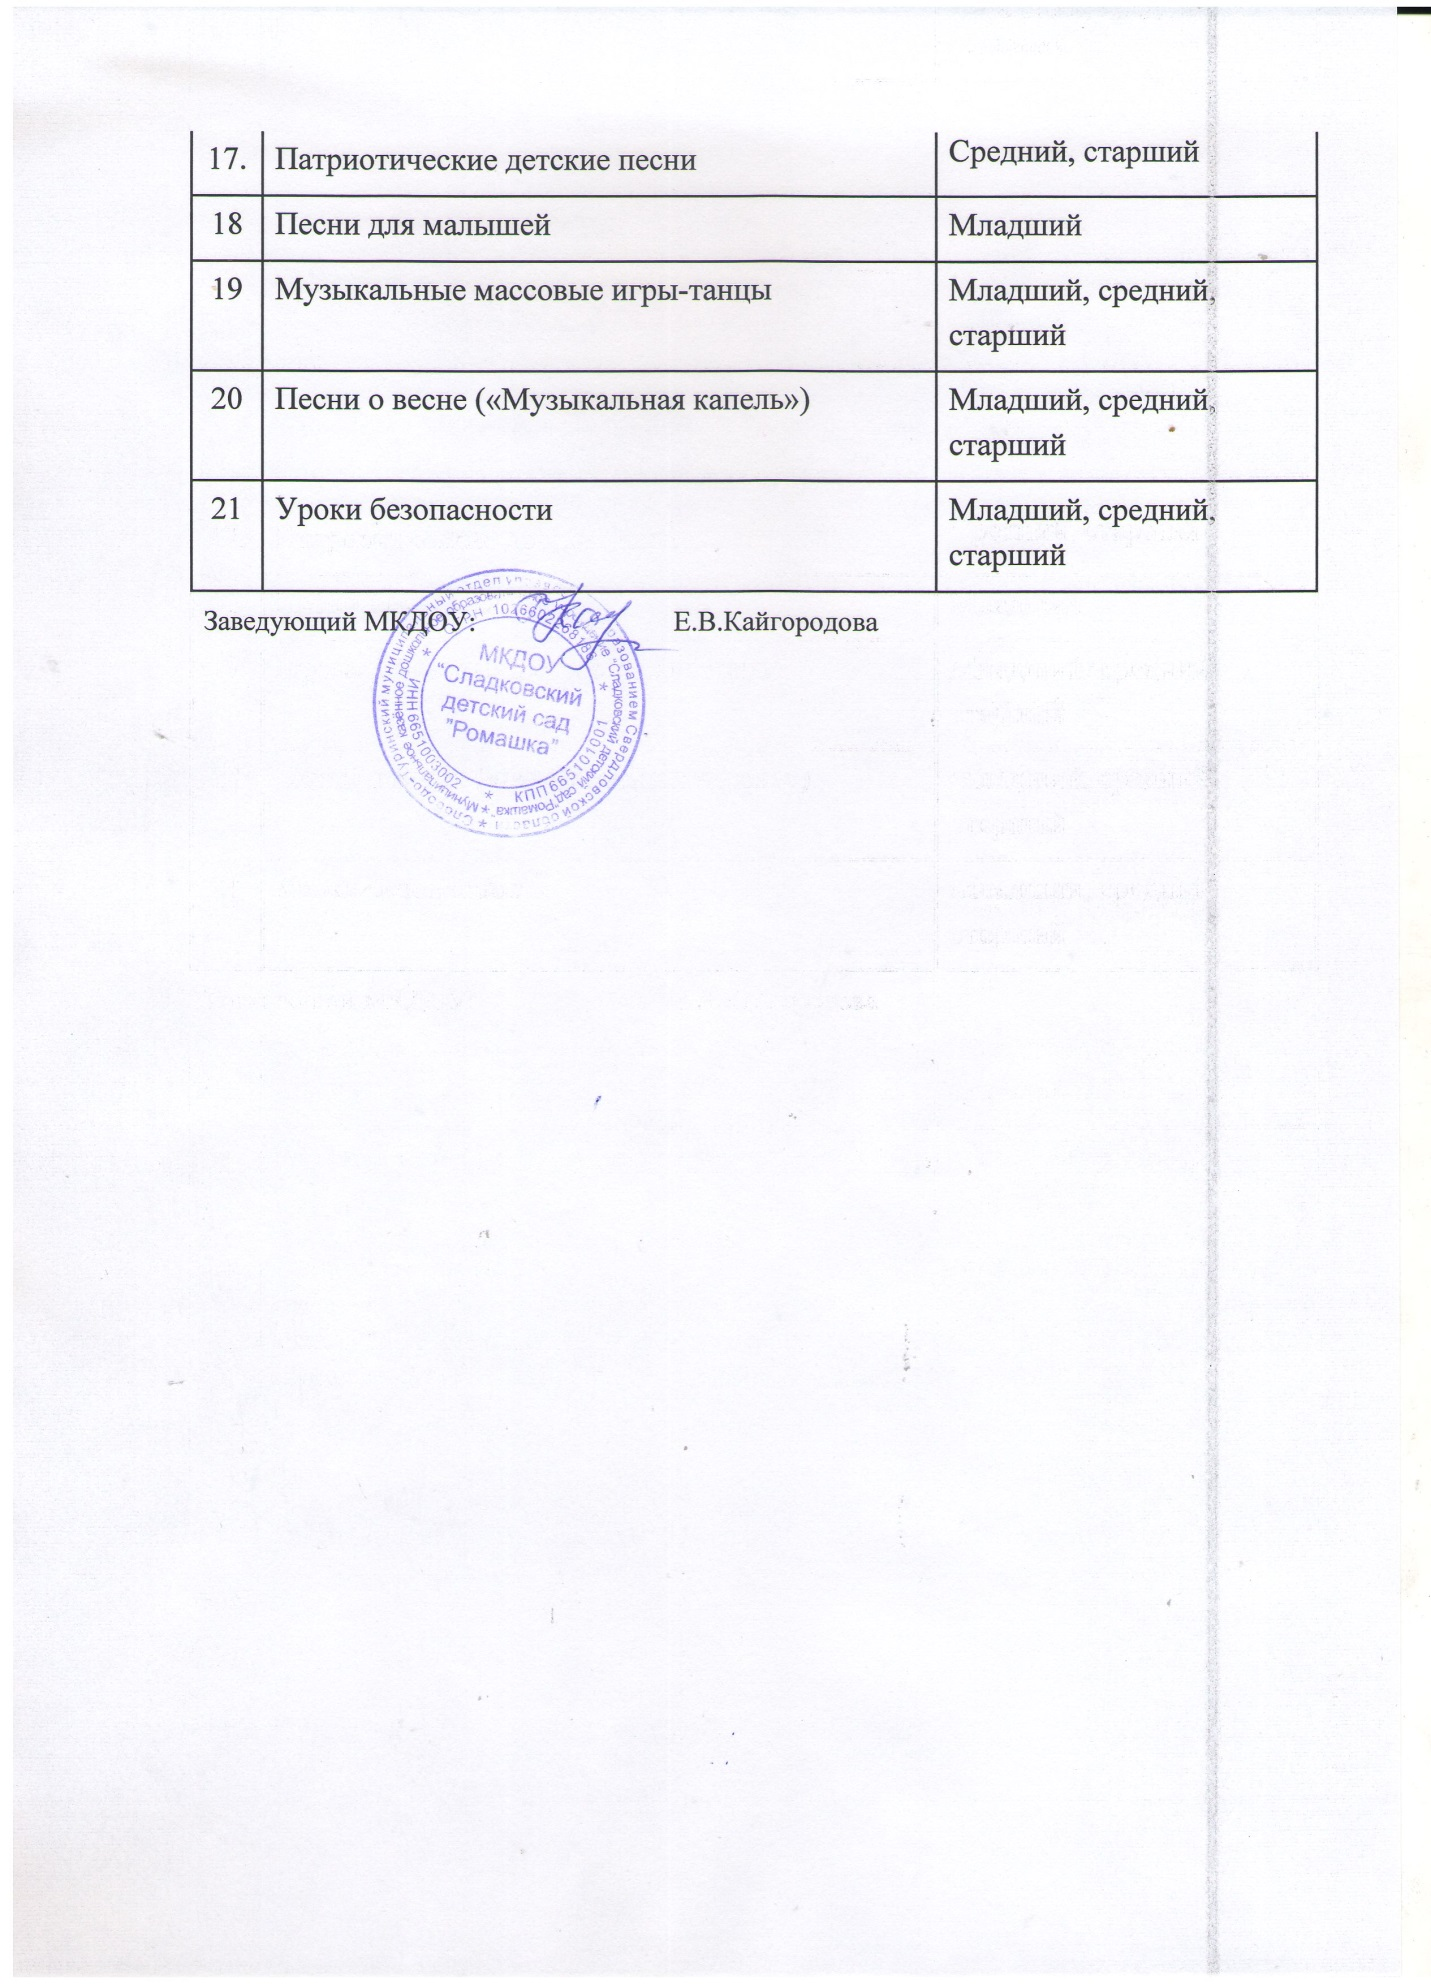 17. Патриотические детские песни Средний, старший
18 Песни для малышей Младший
19 Музыкальные массовые игры-танцы Младший, средний,
старший
20 Песни о весне («Музыкальная капель») Младший, средний,
старший
21 Уроки безопасности Младший, средний,
старший
Заведующий МКДОУ: Е.В.Кайгородова
МКДОУ
"Сладковский
детский сад
"Ромашка"
ИНН 6651003002 * КПП 665101001 *